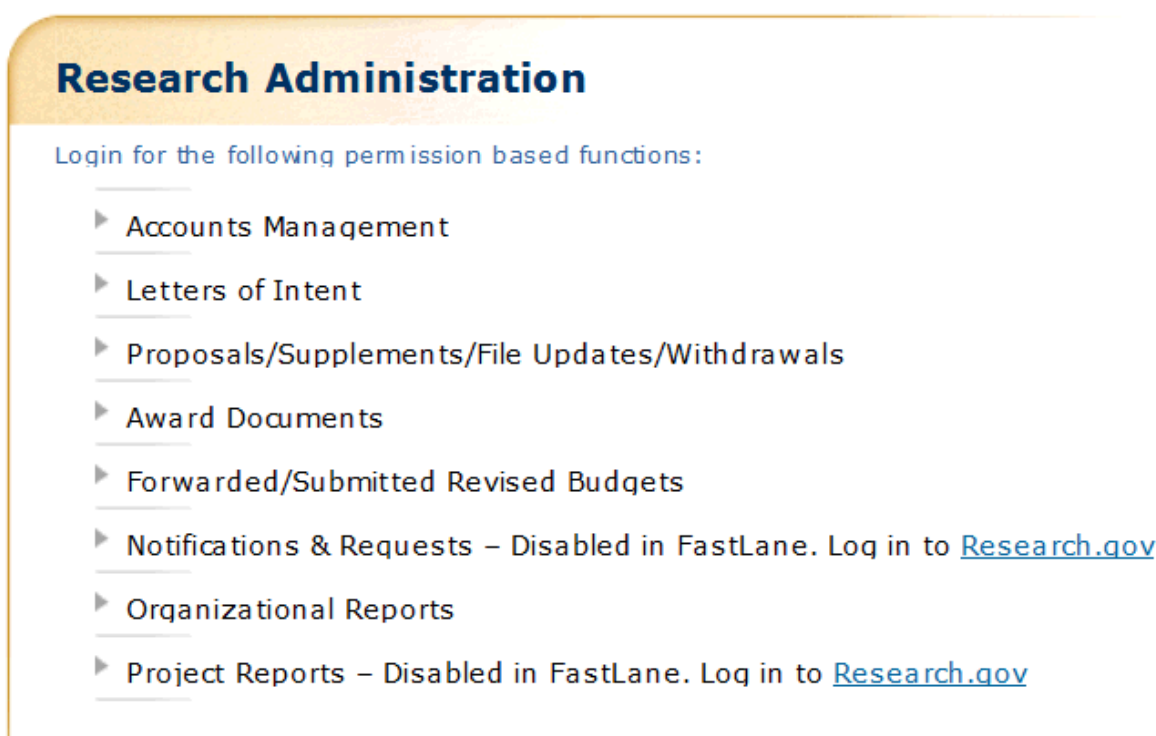 Research Administration
Login for the following permission based functions:
Accounts Management
Letters of Intent
Proposals/Supplements/File Updates/Withdrawals
Award Documents
Forwarded/Submitted Revised Budgets
Notifications & Requests – Disabled in FastLane. Log in to Research.gov
Organizational Reports
Project Reports – Disabled in FastLane. Log in to Research.gov